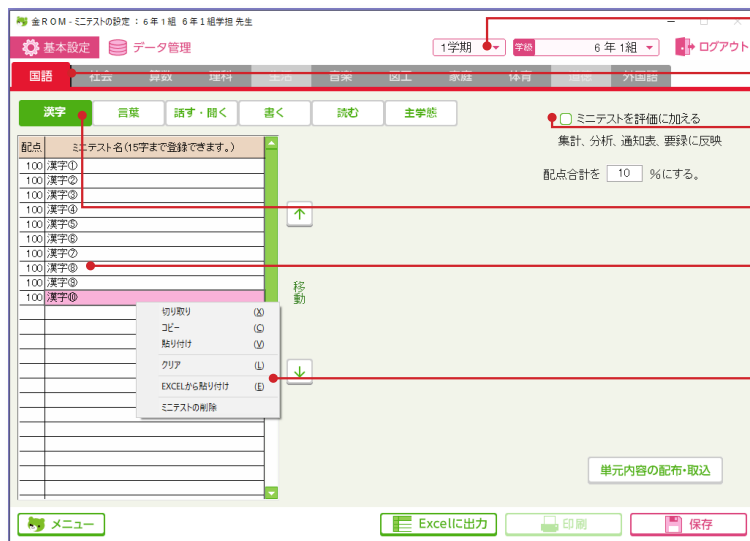 金ROM - ミニテストの設定 : 6年1組 6年1組学担 先生
基本設定 データ管理 1学期 学級 6年 1組 ログアウト
国語 社会 算数 理科 生活 音楽 図工 家庭 体育 道徳 外国語
漢字 言葉 話す・聞く 書く 読む 主学態
ミニテストを評価に加える
集計、分析、通知表、要録に反映
配点合計を 10 %にする。
配点 ミニテスト名(15字まで登録できます。)
100 漢字①
100 漢字②
100 漢字③
100 漢字④
100 漢字⑤
100 漢字⑥
100 漢字⑦
100 漢字⑧
100 漢字⑨
100 漢字⑩
↑
移動
↓
切り取り (X)
コピー (C)
貼り付け (V)
クリア (L)
EXCELから貼り付け (E)
ミニテストの削除
単元内容の配布・取込
メニュー Excelに出力 印刷 保存